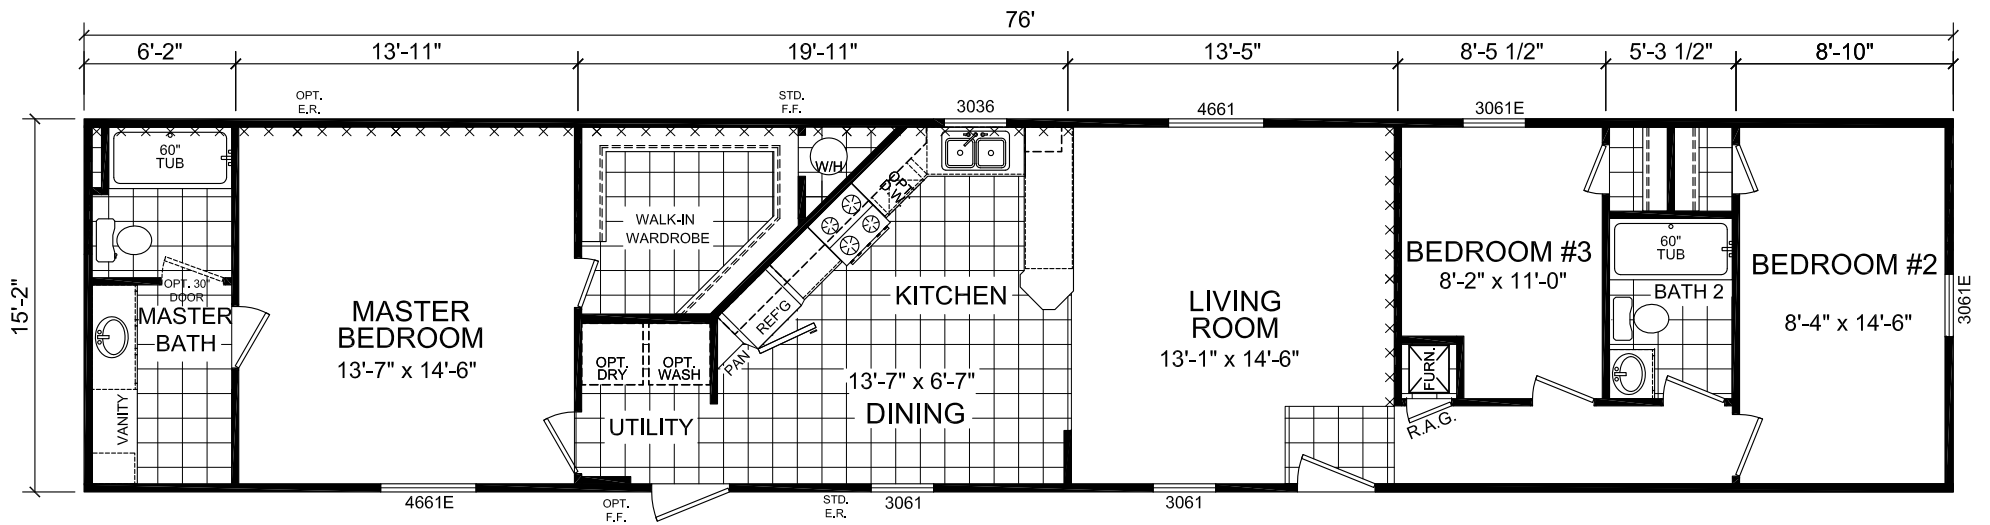 76'
6'-2"
13'-11"
19'-11"
13'-5"
8'-5 1/2"
5'-3 1/2"
8'-10"
OPT.
E.R.
STD.
F.F.
3036
4661
3061E
15'-2"
60"
TUB
W/H
OPT.
D/W
WALK-IN
WARDROBE
OPT. 30"
DOOR
MASTER
BATH
VANITY
MASTER
BEDROOM
13'-7" x 14'-6"
OPT.
DRY
OPT.
WASH
UTILITY
REFG
PAN
KITCHEN
13'-7" x 6'-7"
DINING
LIVING
ROOM
13'-1" x 14'-6"
BEDROOM #3
8'-2" x 11'-0"
FURN.
R.A.G.
60"
TUB
BATH 2
BEDROOM #2
8'-4" x 14'-6"
3061E
4661E
OPT.
F.F.
STD.
E.R.
3061
3061